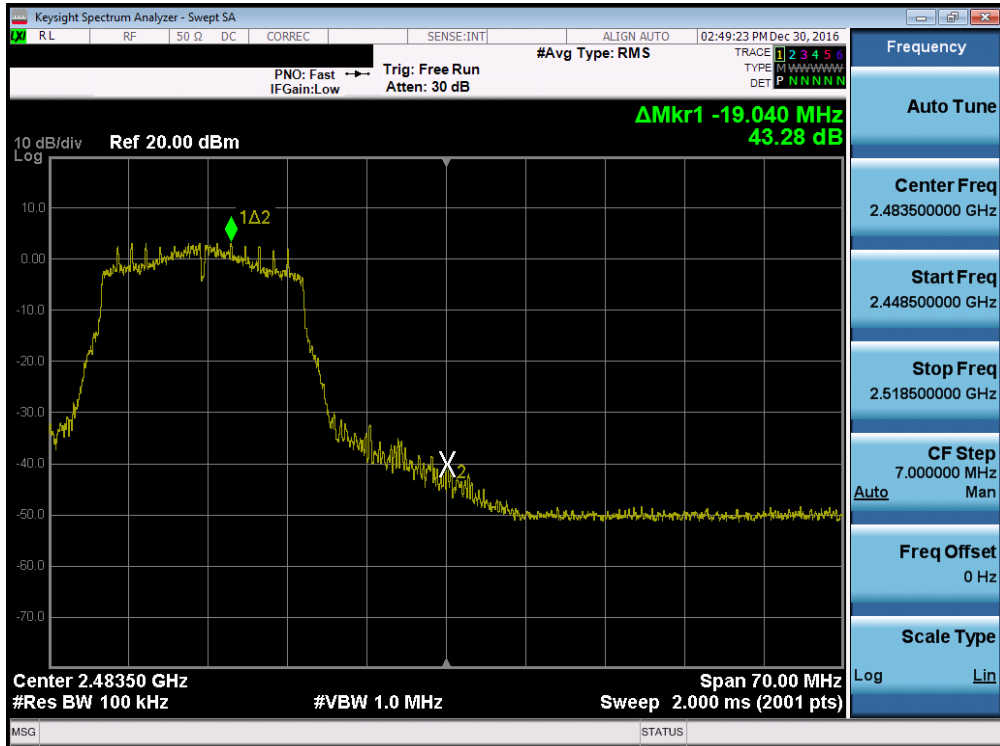 Keysight Spectrum Analyzer - Swept SA
LXI RL RF 50 Ω DC CORREC SENSE:INT ALIGN AUTO 02:49:23 PM Dec 30, 2016
PNO: Fast
IFGain:Low
Trig: Free Run
Atten: 30 dB
#Avg Type: RMS
TRACE 1 2 3 4 5 6
TYPE M WWWWW
DET P N N N N N
ΔMkr1 -19.040 MHz
43.28 dB
10 dB/div
Log
Ref 20.00 dBm
10.0
0.00
-10.0
-20.0
-30.0
-40.0
-50.0
-60.0
-70.0
1Δ2
X2
Center 2.48350 GHz
Span 70.00 MHz
#Res BW 100 kHz
#VBW 1.0 MHz
Sweep 2.000 ms (2001 pts)
MSG
STATUS
Frequency
Auto Tune
Center Freq
2.483500000 GHz
Start Freq
2.448500000 GHz
Stop Freq
2.518500000 GHz
CF Step
7.000000 MHz
Auto Man
Freq Offset
0 Hz
Scale Type
Log Lin